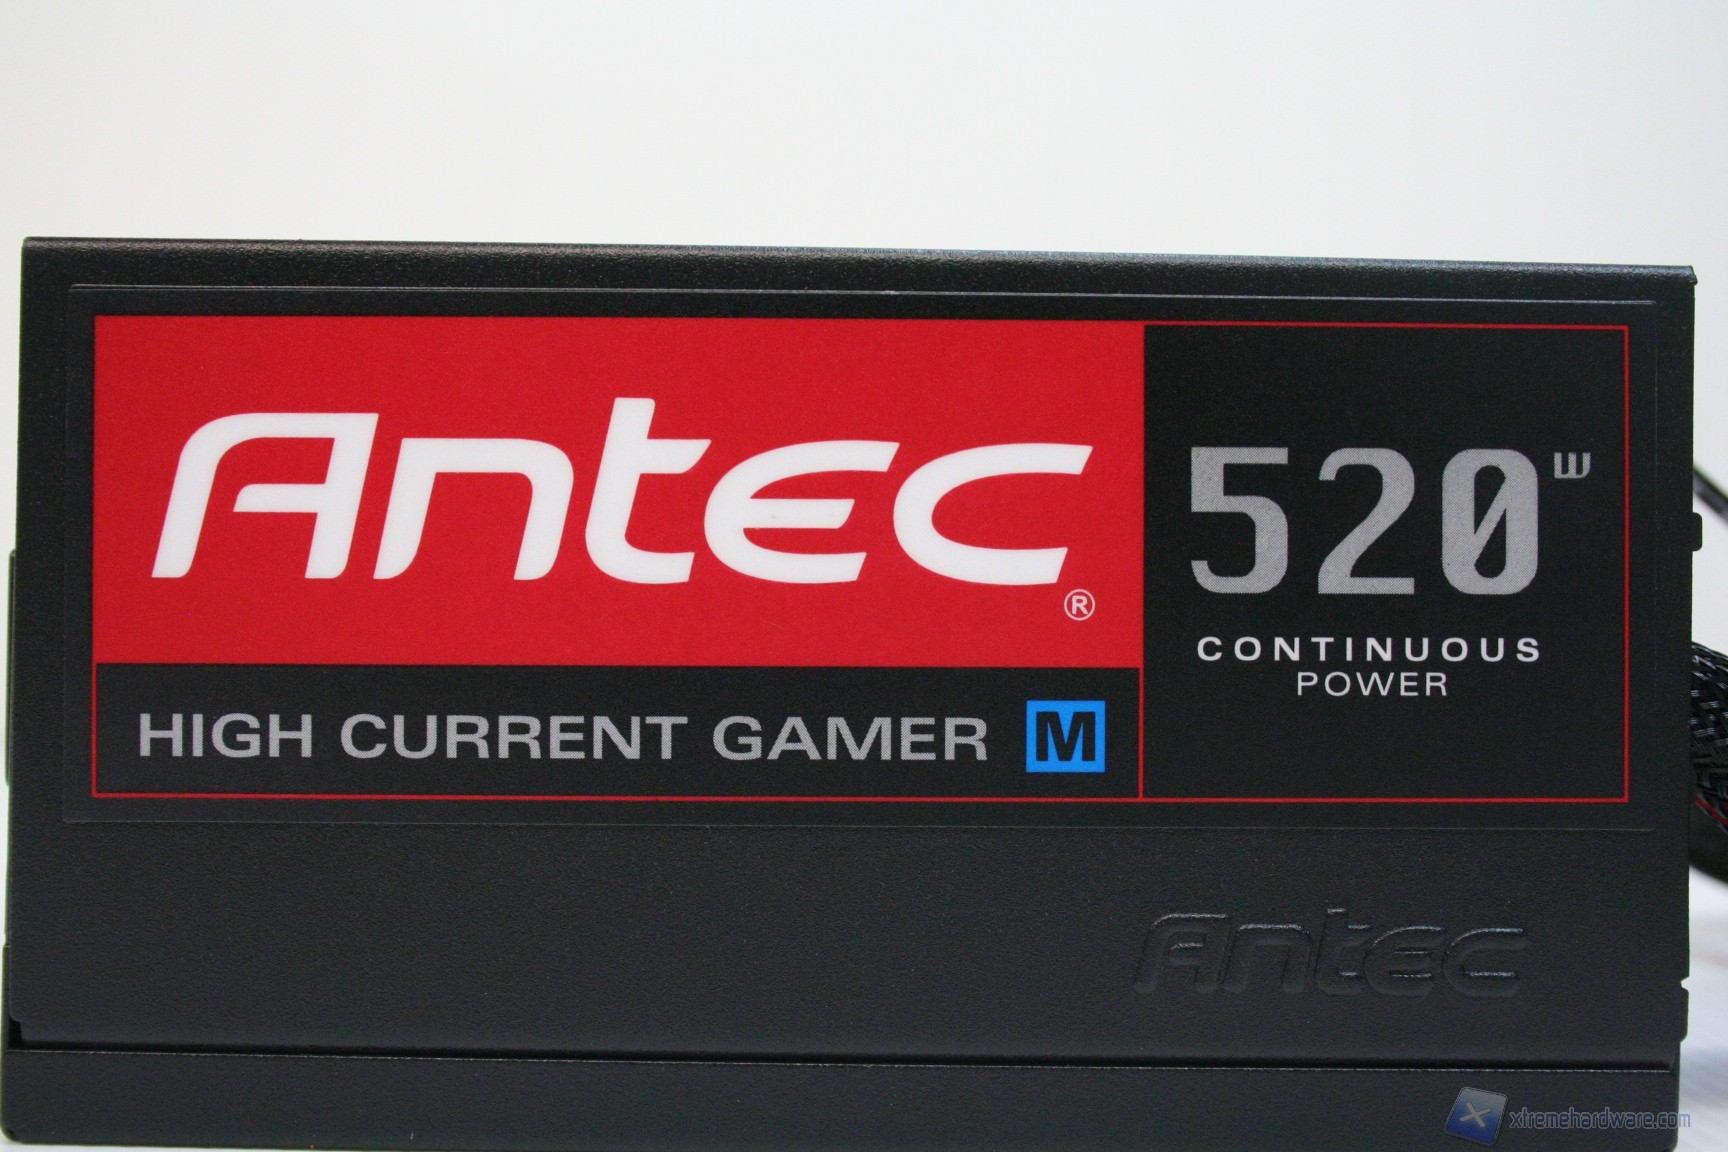 Antec®
HIGH CURRENT GAMER M
520W
CONTINUOUS
POWER
Antec
xtremehardware.com